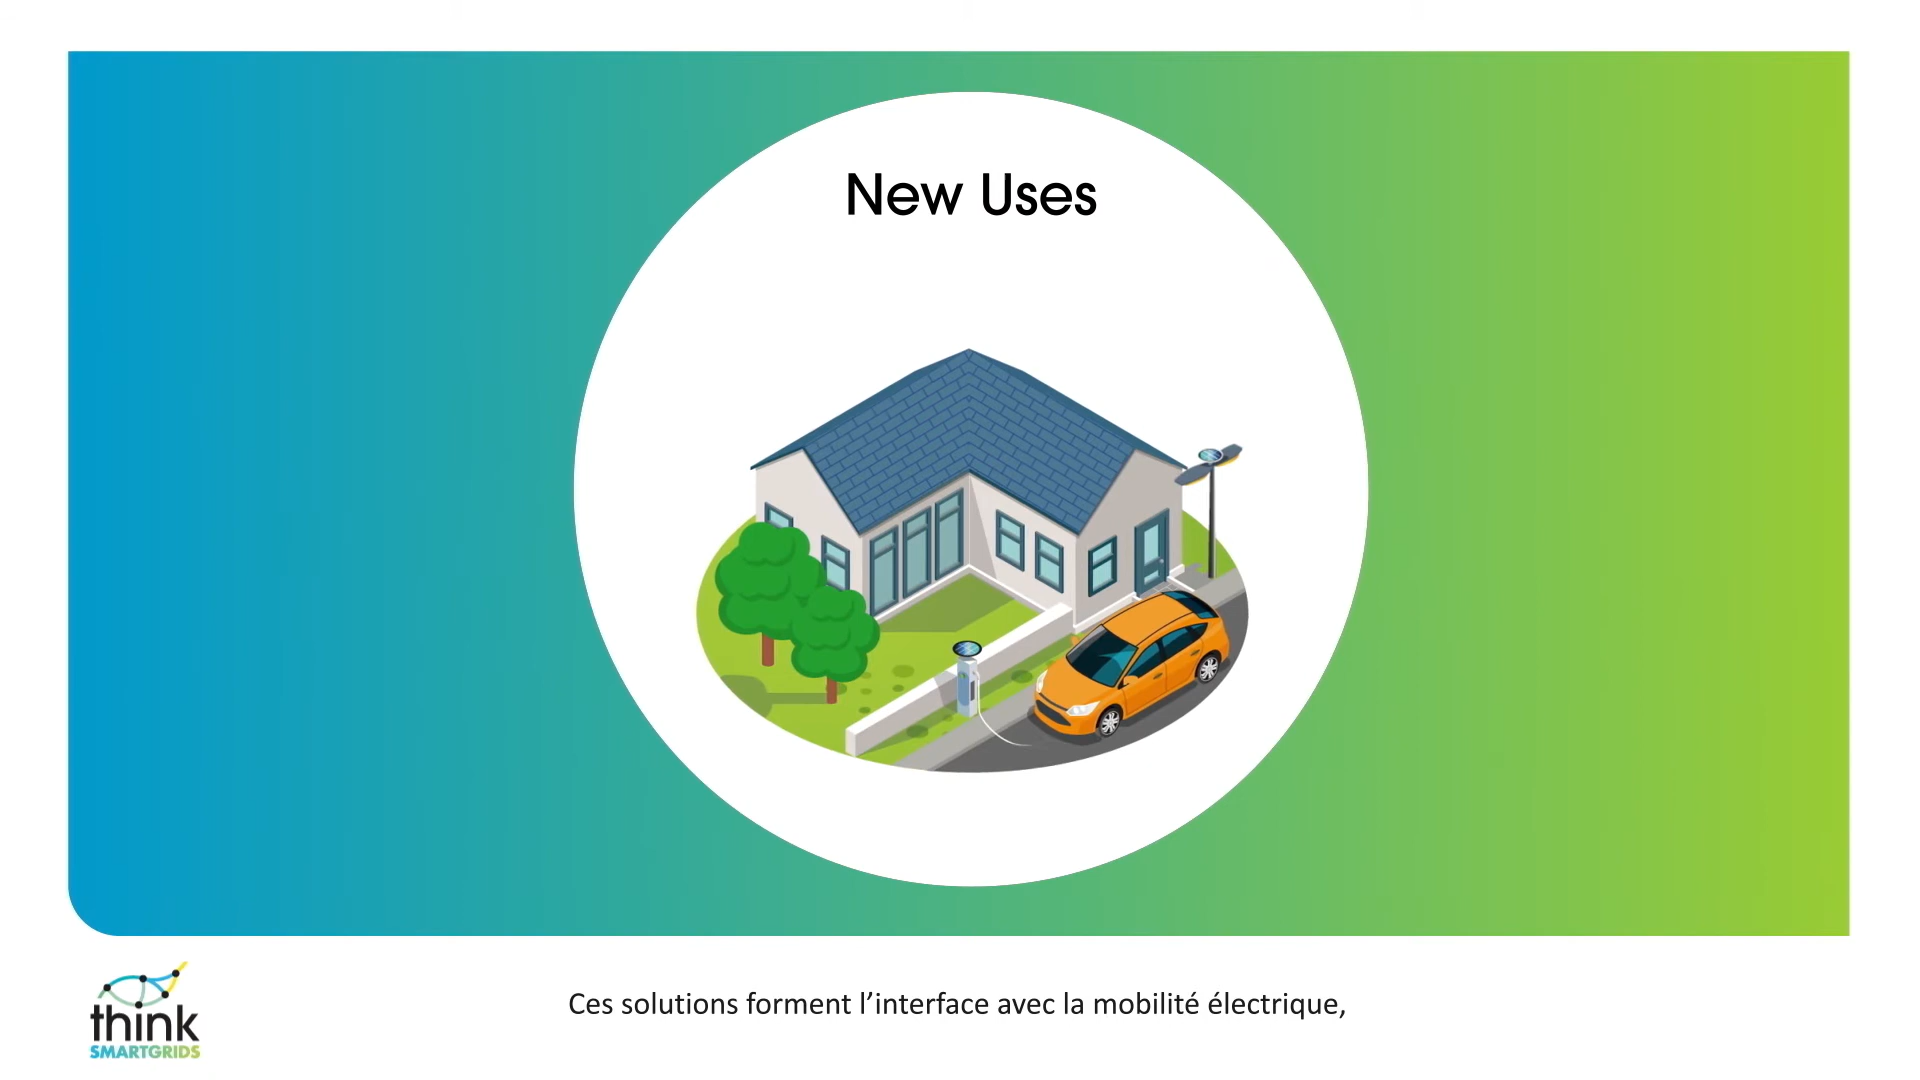 New Uses
Ces solutions forment l’interface avec la mobilité électrique,
think
SMARTGRIDS